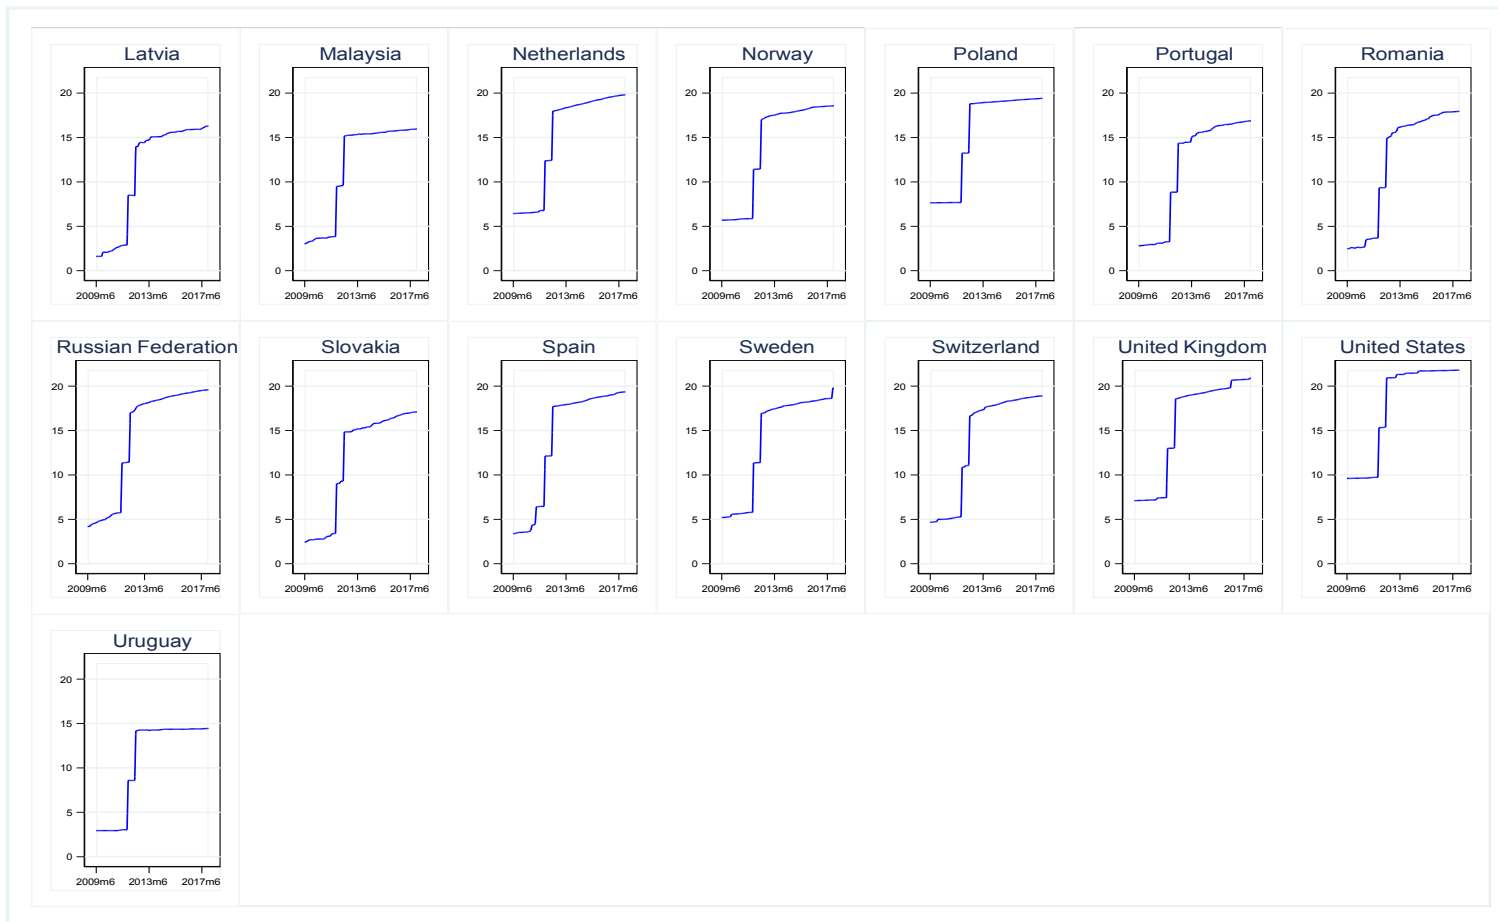 Latvia Malaysia Netherlands Norway Poland Portugal Romania
20 20 20 20 20 20 20
15 15 15 15 15 15 15
10 10 10 10 10 10 10
5 5 5 5 5 5 5
0 0 0 0 0 0 0
2009m6 2013m6 2017m6 2009m6 2013m6 2017m6 2009m6 2013m6 2017m6 2009m6 2013m6 2017m6 2009m6 2013m6 2017m6 2009m6 2013m6 2017m6 2009m6 2013m6 2017m6
Russian Federation Slovakia Spain Sweden Switzerland United Kingdom United States
20 20 20 20 20 20 20
15 15 15 15 15 15 15
10 10 10 10 10 10 10
5 5 5 5 5 5 5
0 0 0 0 0 0 0
2009m6 2013m6 2017m6 2009m6 2013m6 2017m6 2009m6 2013m6 2017m6 2009m6 2013m6 2017m6 2009m6 2013m6 2017m6 2009m6 2013m6 2017m6 2009m6 2013m6 2017m6
Uruguay
20
15
10
5
0
2009m6 2013m6 2017m6